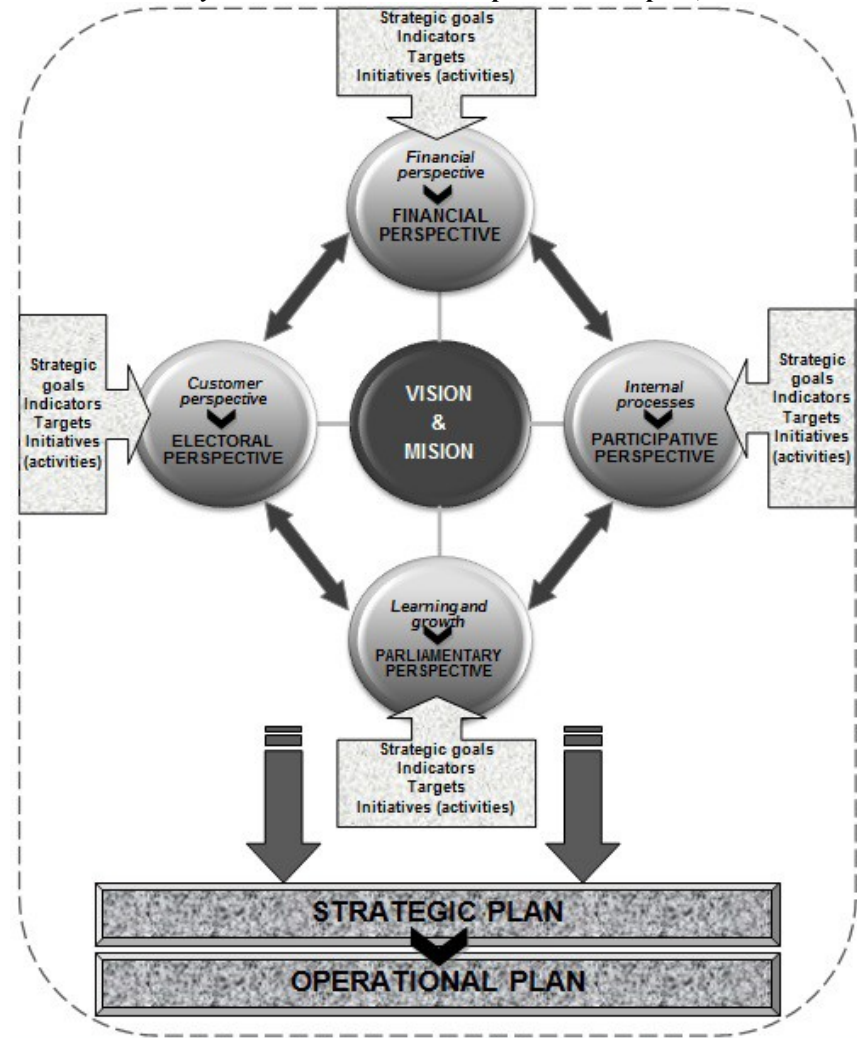 Strategic goals
Indicators
Targets
Initiatives (activities)
Financial
perspective
FINANCIAL
PERSPECTIVE
Strategic
goals
Indicators
Targets
Initiatives
(activities)
Customer
perspective
ELECTORAL
PERSPECTIVE
VISION
&
MISION
Internal
processes
PARTICIPATIVE
PERSPECTIVE
Strategic
goals
Indicators
Targets
Initiatives
(activities)
Learning and
growth
PARLIAMENTARY
PERSPECTIVE
Strategic goals
Indicators
Targets
Initiatives (activities)
STRATEGIC PLAN
OPERATIONAL PLAN